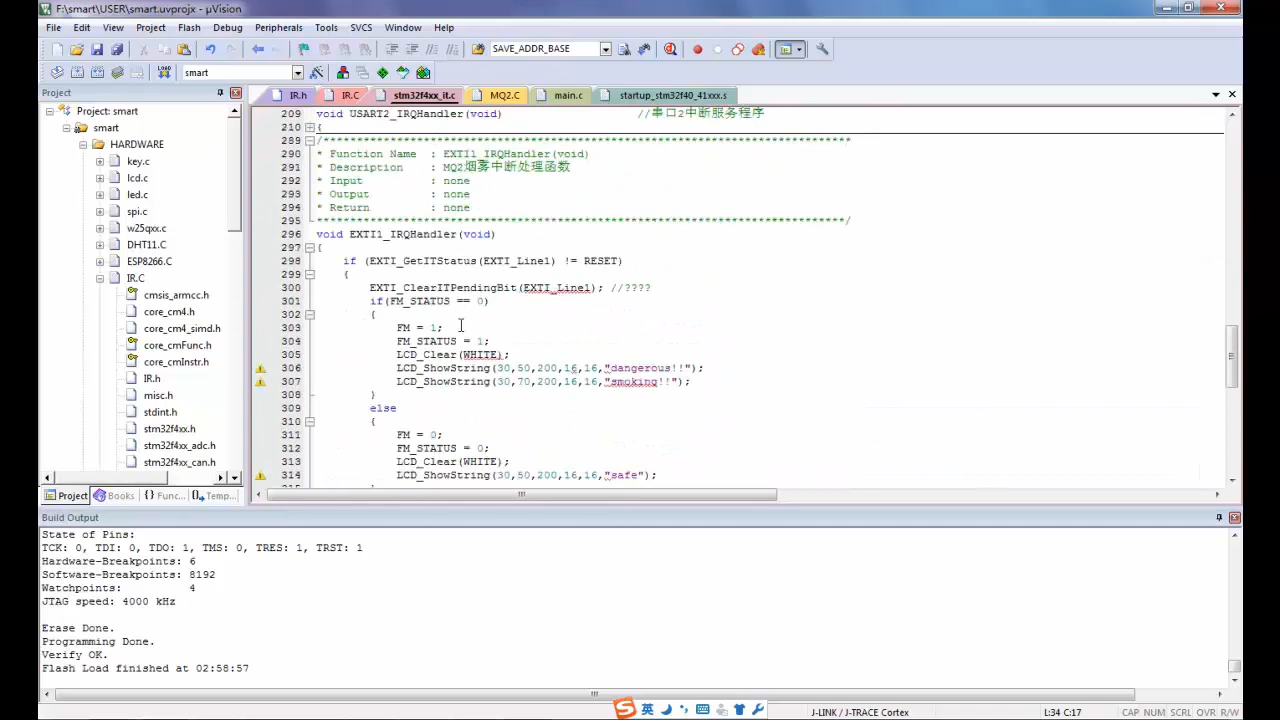 F:\smart\USER\smart.uvprojx - µVision
File Edit View Project Flash Debug Peripherals Tools SVCS Window Help
SAVE_ADDR_BASE
LOAD smart
Project
IR.h IR.C stm32f4xx_it.c MQ2.C main.c startup_stm32f40_41xxx.s
Project: smart
smart
HARDWARE
key.c
lcd.c
led.c
spi.c
w25qxx.c
DHT11.C
ESP8266.C
IR.C
cmsis_armcc.h
core_cm4.h
core_cm4_simd.h
core_cmFunc.h
core_cmInstr.h
IR.h
misc.h
stdint.h
stm32f4xx.h
stm32f4xx_adc.h
stm32f4xx_can.h
Project Books Func... Temp...
209 void USART2_IRQHandler(void) //串口2中断服务程序
210 {
289 /*******************************************************************************
290 * Function Name : EXTI1_IRQHandler(void)
291 * Description : MQ2烟雾中断处理函数
292 * Input : none
293 * Output : none
294 * Return : none
295 *******************************************************************************/
296 void EXTI1_IRQHandler(void)
297 {
298 if (EXTI_GetITStatus(EXTI_Line1) != RESET)
299 {
300 EXTI_ClearITPendingBit(EXTI_Line1); //????
301 if(FM_STATUS == 0)
302 {
303 FM = 1;
304 FM_STATUS = 1;
305 LCD_Clear(WHITE);
306 LCD_ShowString(30,50,200,16,16,"dangerous!!");
307 LCD_ShowString(30,70,200,16,16,"smoking!!");
308 }
309 else
310 {
311 FM = 0;
312 FM_STATUS = 0;
313 LCD_Clear(WHITE);
314 LCD_ShowString(30,50,200,16,16,"safe");
Build Output
State of Pins:
TCK: 0, TDI: 0, TDO: 1, TMS: 0, TRES: 1, TRST: 1
Hardware-Breakpoints: 6
Software-Breakpoints: 8192
Watchpoints: 4
JTAG speed: 4000 kHz
Erase Done.
Programming Done.
Verify OK.
Flash Load finished at 02:58:57
S 英
J-LINK / J-TRACE Cortex L:34 C:17 CAP NUM SCRL OVR R/W